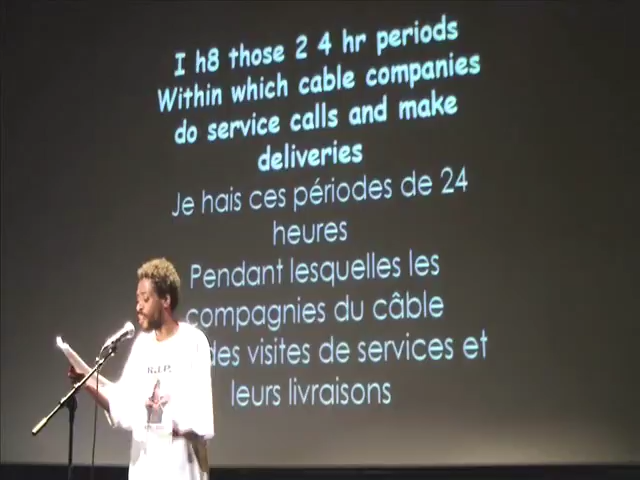 I h8 those 2 4 hr periods
Within which cable companies
do service calls and make
deliveries
Je hais ces périodes de 24
heures
Pendant lesquelles les
compagnies du câble
des visites de services et
leurs livraisons
R.I.P.